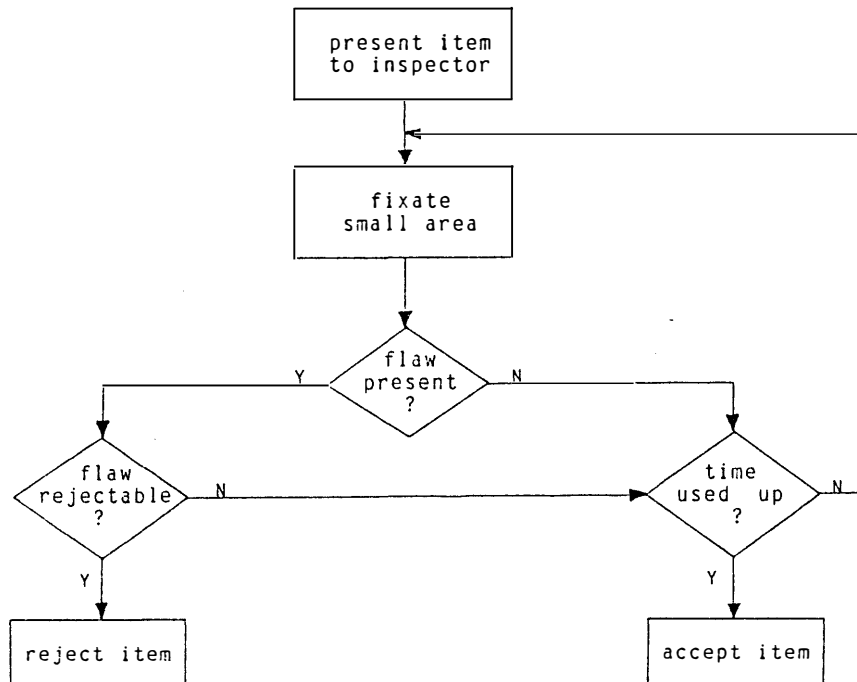 present item
to inspector
fixate
small area
flaw
present
?
Y
N
flaw
rejectable
?
N
time
used up
?
N
Y
Y
reject item
accept item